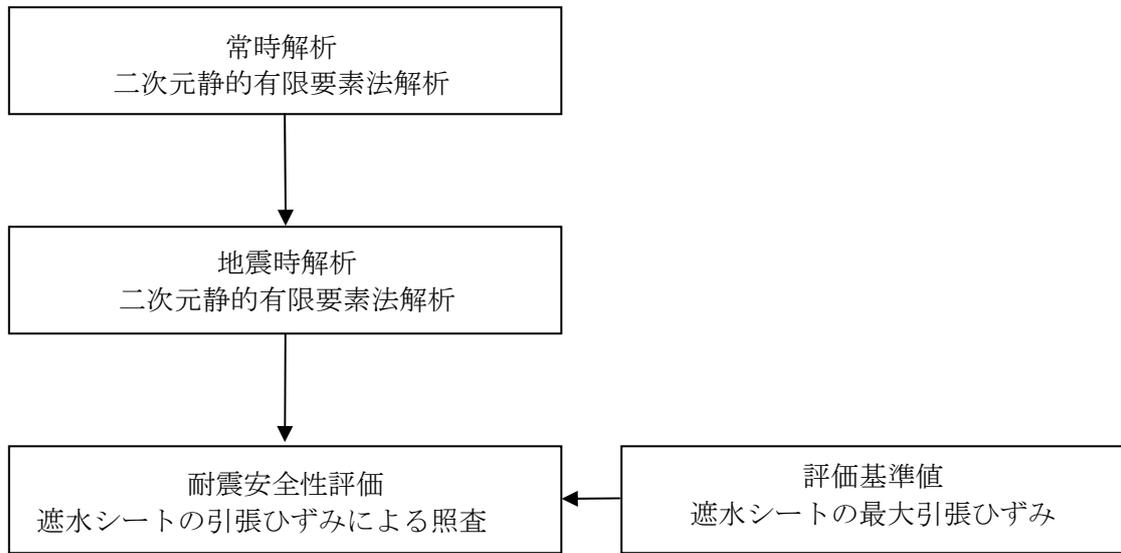 常時解析
二次元静的有限要素法解析
地震時解析
二次元静的有限要素法解析
耐震安全性評価
遮水シートの引張ひずみによる照査
評価基準値
遮水シートの最大引張ひずみ